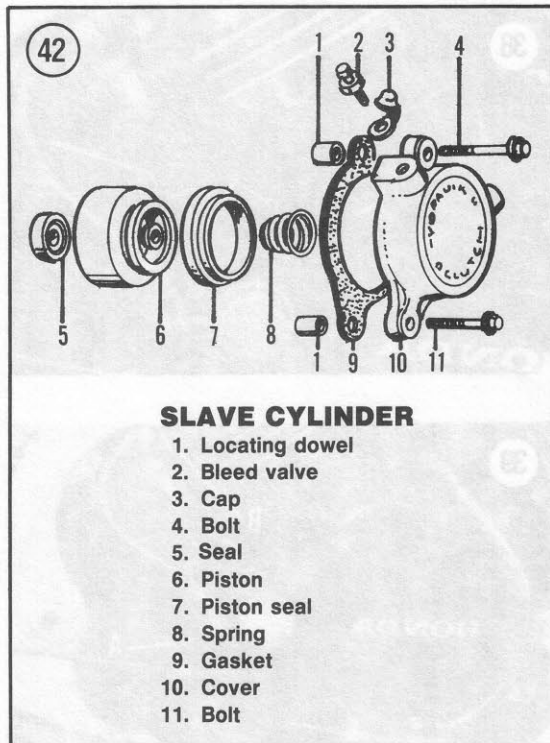 42
1 2 3 4
5 6 7 8 1 9 10 11
SLAVE CYLINDER
1. Locating dowel
2. Bleed valve
3. Cap
4. Bolt
5. Seal
6. Piston
7. Piston seal
8. Spring
9. Gasket
10. Cover
11. Bolt